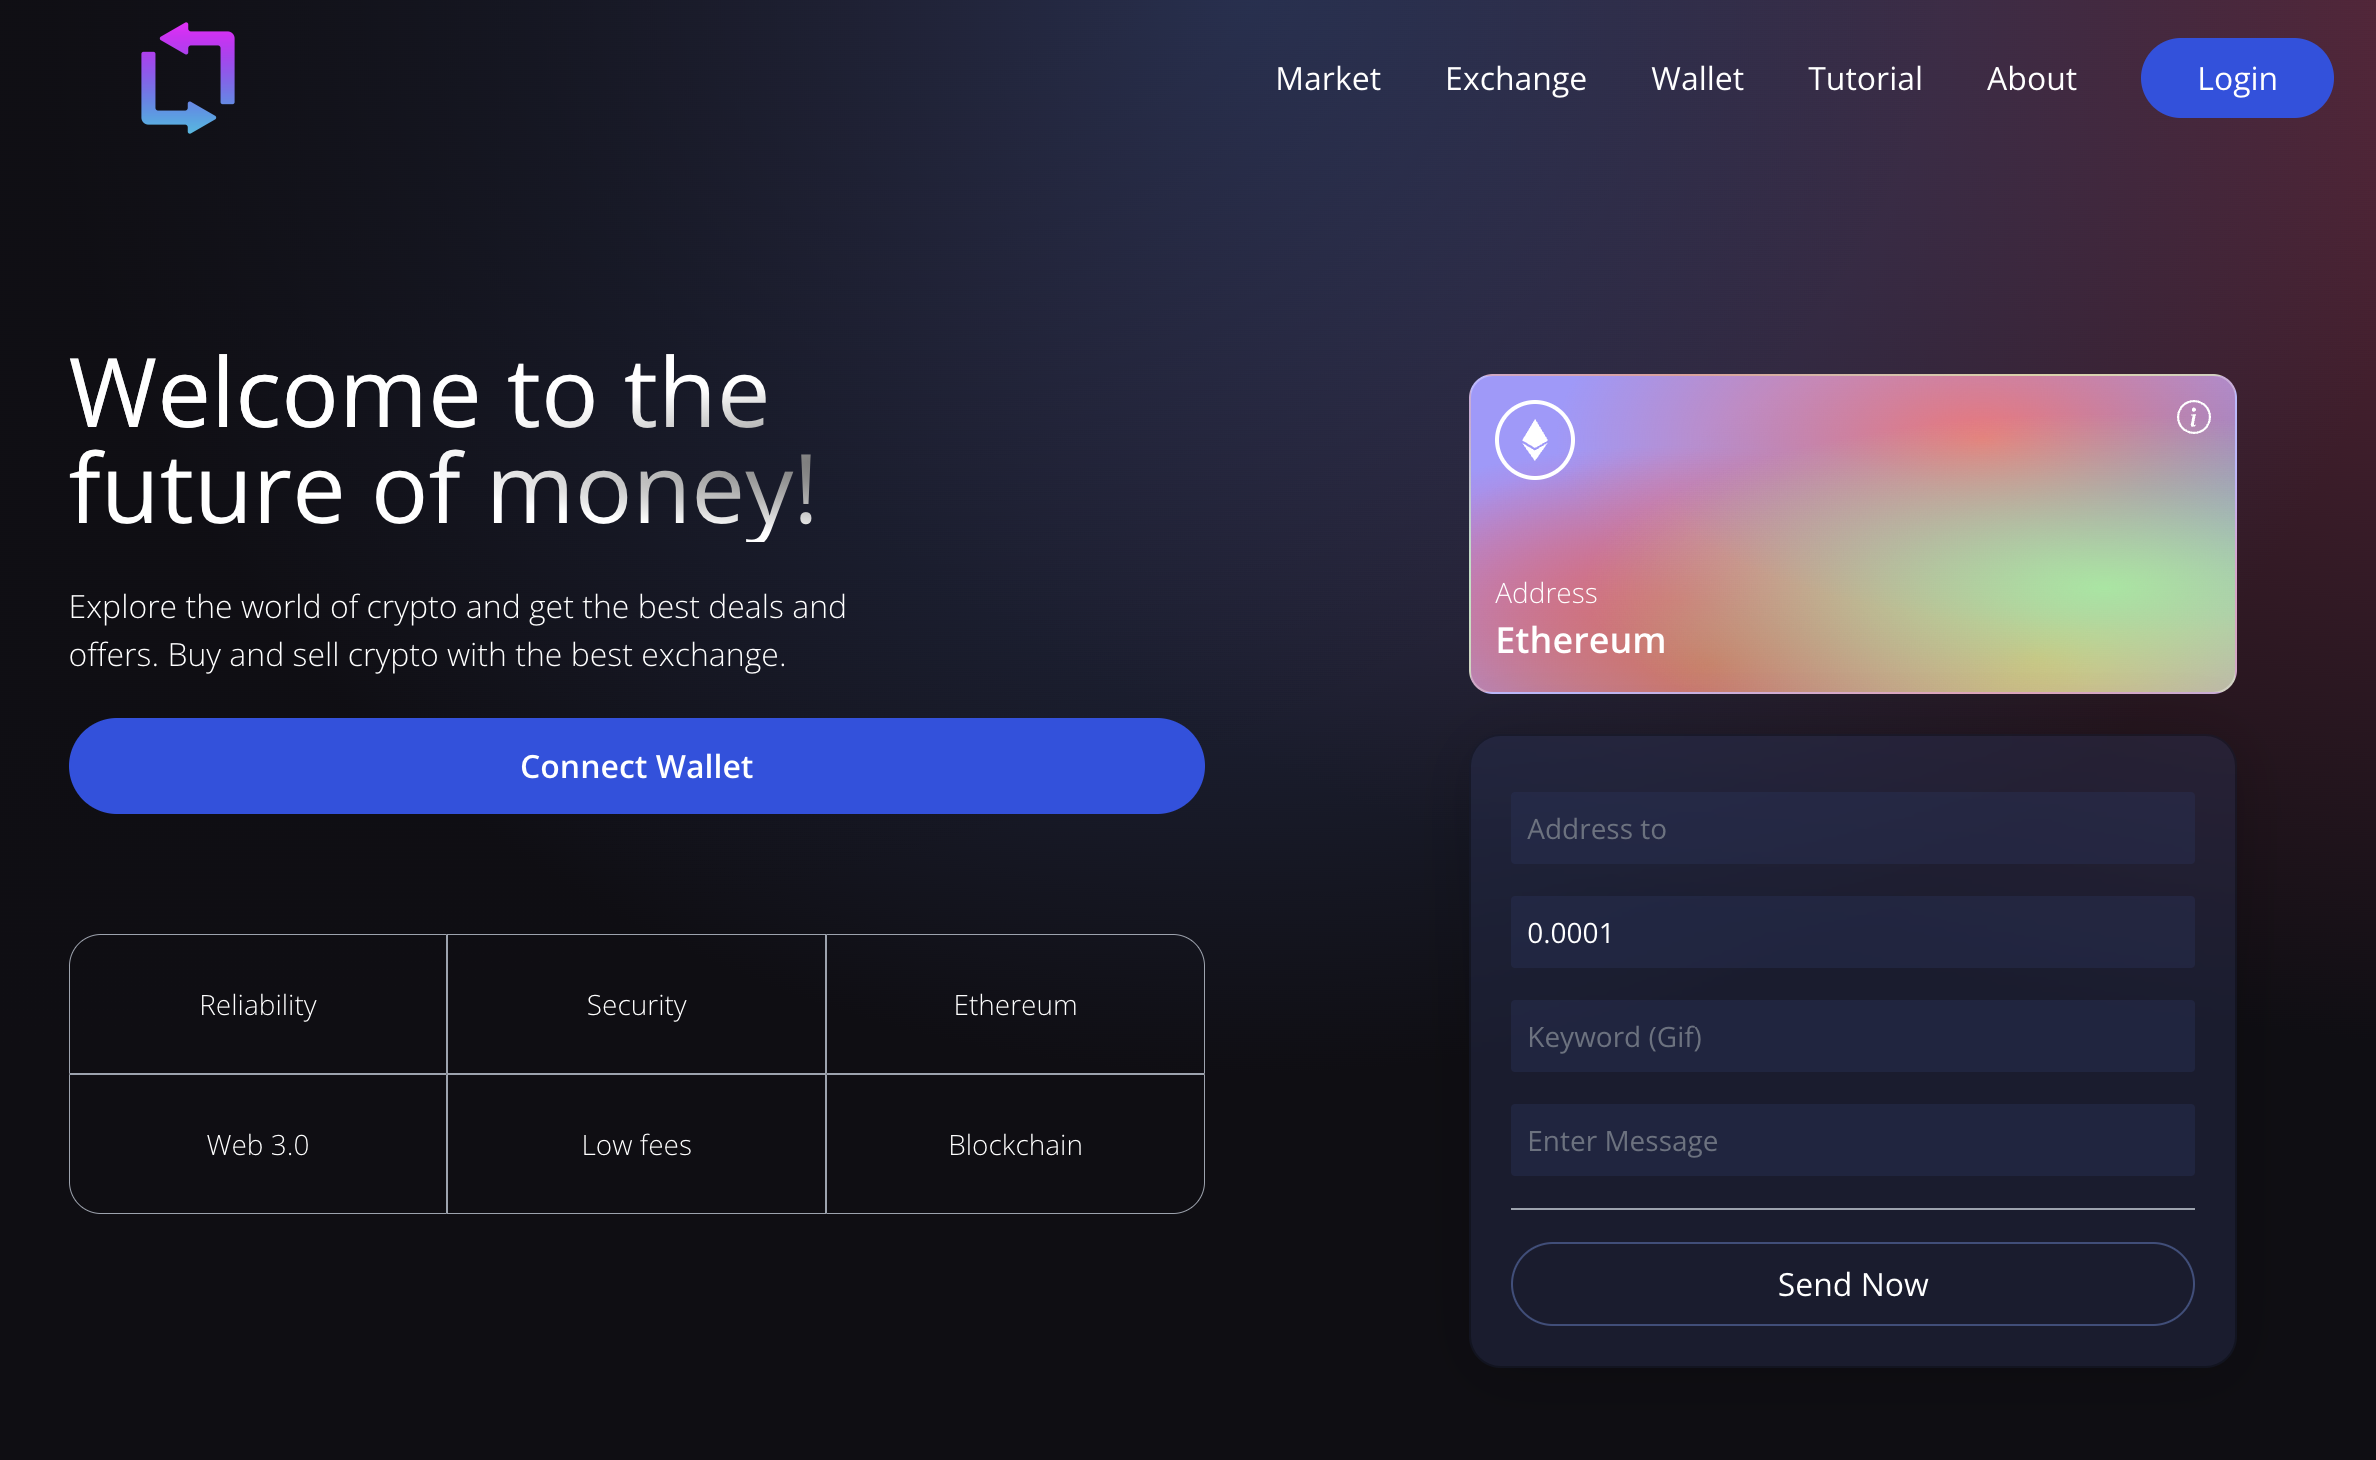 Market
Exchange
Wallet
Tutorial
About
Login
Welcome to the
future of money!
Explore the world of crypto and get the best deals and
offers. Buy and sell crypto with the best exchange.
Connect Wallet
Reliability
Security
Ethereum
Web 3.0
Low fees
Blockchain
i
Address
Ethereum
Address to
0.0001
Keyword (Gif)
Enter Message
Send Now